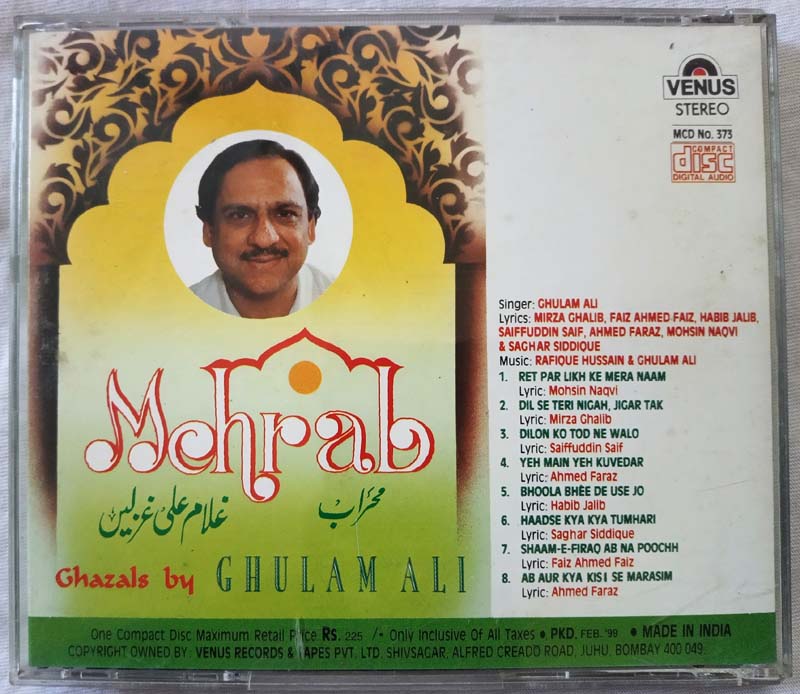 VENUS
STEREO
MCD No. 373
COMPACT
disc
DIGITAL AUDIO
Mehrab
غلام علی غزلیں
محراب
Ghazals by GHULAM ALI
Singer: GHULAM ALI
Lyrics: MIRZA GHALIB, FAIZ AHMED FAIZ, HABIB JALIB,
SAIFFUDDIN SAIF, AHMED FARAZ, MOHSIN NAQVI
& SAGHAR SIDDIQUE
Music: RAFIQUE HUSSAIN & GHULAM ALI
1. RET PAR LIKH KE MERA NAAM
Lyric: Mohsin Naqvi
2. DIL SE TERI NIGAH, JIGAR TAK
Lyric: Mirza Ghalib
3. DILON KO TOD NE WALO
Lyric: Saiffuddin Saif
4. YEH MAIN YEH KUVEDAR
Lyric: Ahmed Faraz
5. BHOOLA BHEE DE USE JO
Lyric: Habib Jalib
6. HAADSE KYA KYA TUMHARI
Lyric: Saghar Siddique
7. SHAAM-E-FIRAQ AB NA POOCHH
Lyric: Faiz Ahmed Faiz
8. AB AUR KYA KISI SE MARASIM
Lyric: Ahmed Faraz
One Compact Disc Maximum Retail Price Rs. 225 /- Only Inclusive Of All Taxes • PKD. FEB. '99 • MADE IN INDIA
COPYRIGHT OWNED BY: VENUS RECORDS & TAPES PVT. LTD. SHIVSAGAR, ALFRED CREADO ROAD, JUHU, BOMBAY 400 049.